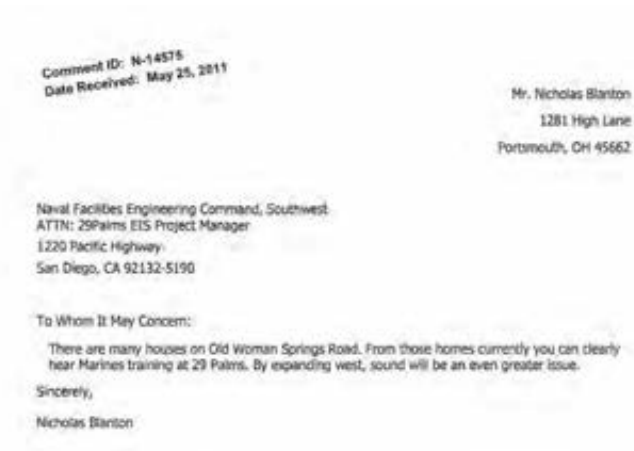 Comment ID: N-14575
Date Received: May 25, 2011
Mr. Nicholas Blanton
1281 High Lane
Portsmouth, OH 45662
Naval Facilities Engineering Command, Southwest
ATTN: 29Palms EIS Project Manager
1220 Pacific Highway
San Diego, CA 92132-5190
To Whom It May Concern:
There are many houses on Old Woman Springs Road. From those homes currently you can clearly
hear Marines training at 29 Palms. By expanding west, sound will be an even greater issue.
Sincerely,
Nicholas Blanton